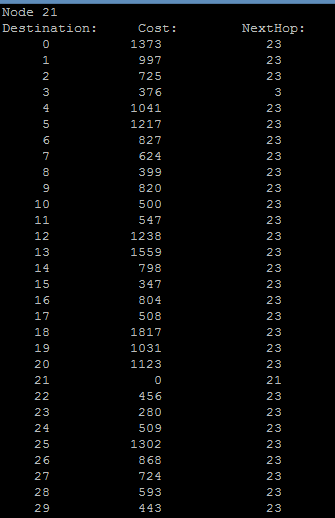 Node 21
Destination: Cost: NextHop:
0 1373 23
1 997 23
2 725 23
3 376 3
4 1041 23
5 1217 23
6 827 23
7 624 23
8 399 23
9 820 23
10 500 23
11 547 23
12 1238 23
13 1559 23
14 798 23
15 347 23
16 804 23
17 508 23
18 1817 23
19 1031 23
20 1123 23
21 0 21
22 456 23
23 280 23
24 509 23
25 1302 23
26 868 23
27 724 23
28 593 23
29 443 23